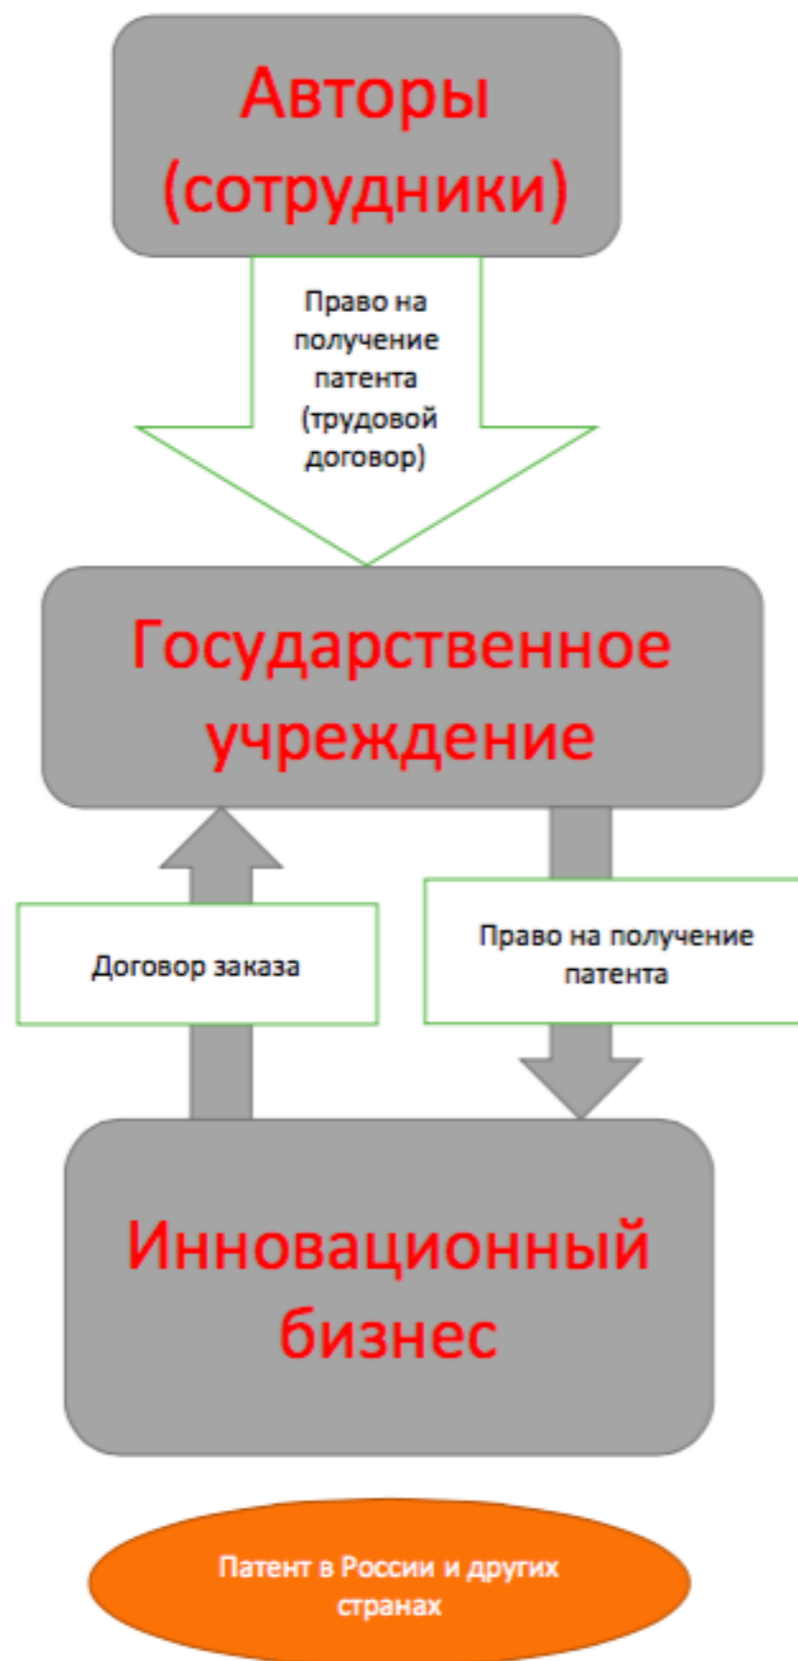 Авторы
(сотрудники)
Право на
получение
патента
(трудовой
договор)
Государственное
учреждение
Договор заказа
Право на получение
патента
Инновационный
бизнес
Патент в России и других
странах